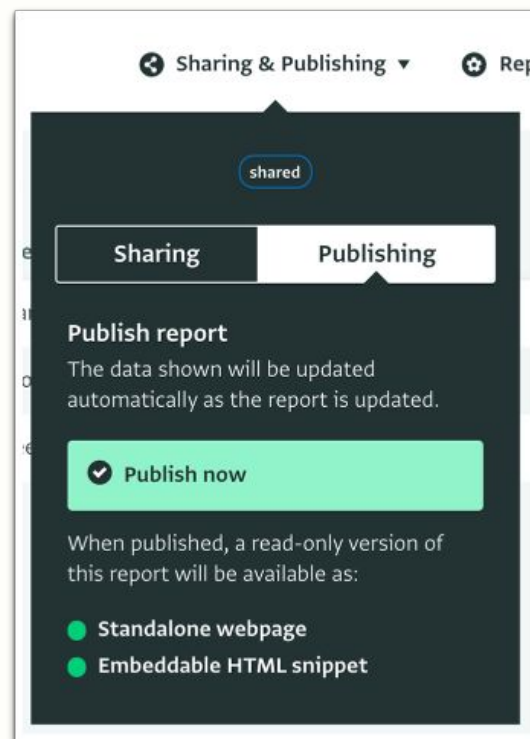 Sharing & Publishing ▼
shared
Sharing
Publishing
Publish report
The data shown will be updated
automatically as the report is updated.
Publish now
When published, a read-only version of
this report will be available as:
Standalone webpage
Embeddable HTML snippet